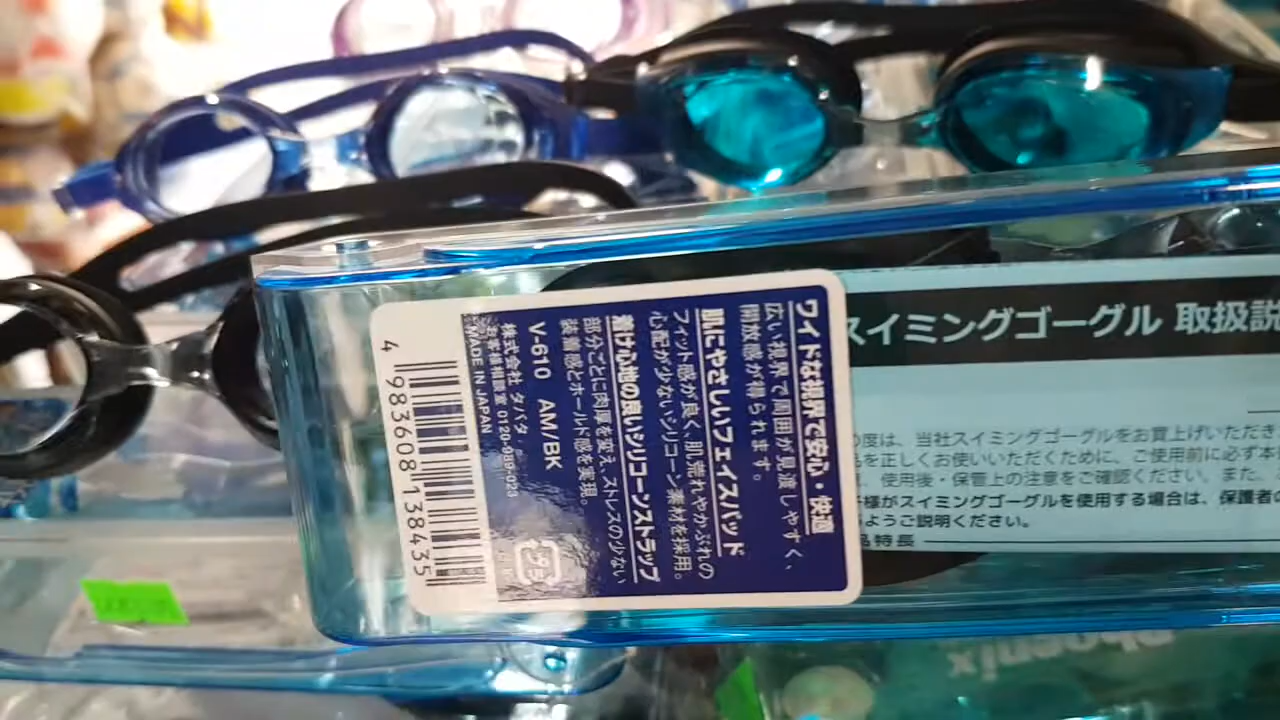 ワイドな視界で安心・快適
広い視界で周囲が見渡しやすく、
開放感が得られます。
肌にやさしいフェイスパッド
フィット感が良く、肌荒れやかぶれの
心配が少ないシリコーン素材を採用。
着け心地の良いシリコーンストラップ
部分ごとに肉厚を変え、ストレスの少ない
装着感とホールド感を実現。
V-610 AM/BK
株式会社 タバタ
お客様相談室 0120-989-023
MADE IN JAPAN
プラ
4 983608 138435
スイミングゴーグル 取扱説
の度は、当社スイミングゴーグルをお買上げいただき
を正しくお使いいただくために、ご使用前に必ず本
、使用後・保管上の注意をご確認ください。また、
様がスイミングゴーグルを使用する場合は、保護者の
ようご説明ください。
品特長
Phoenix